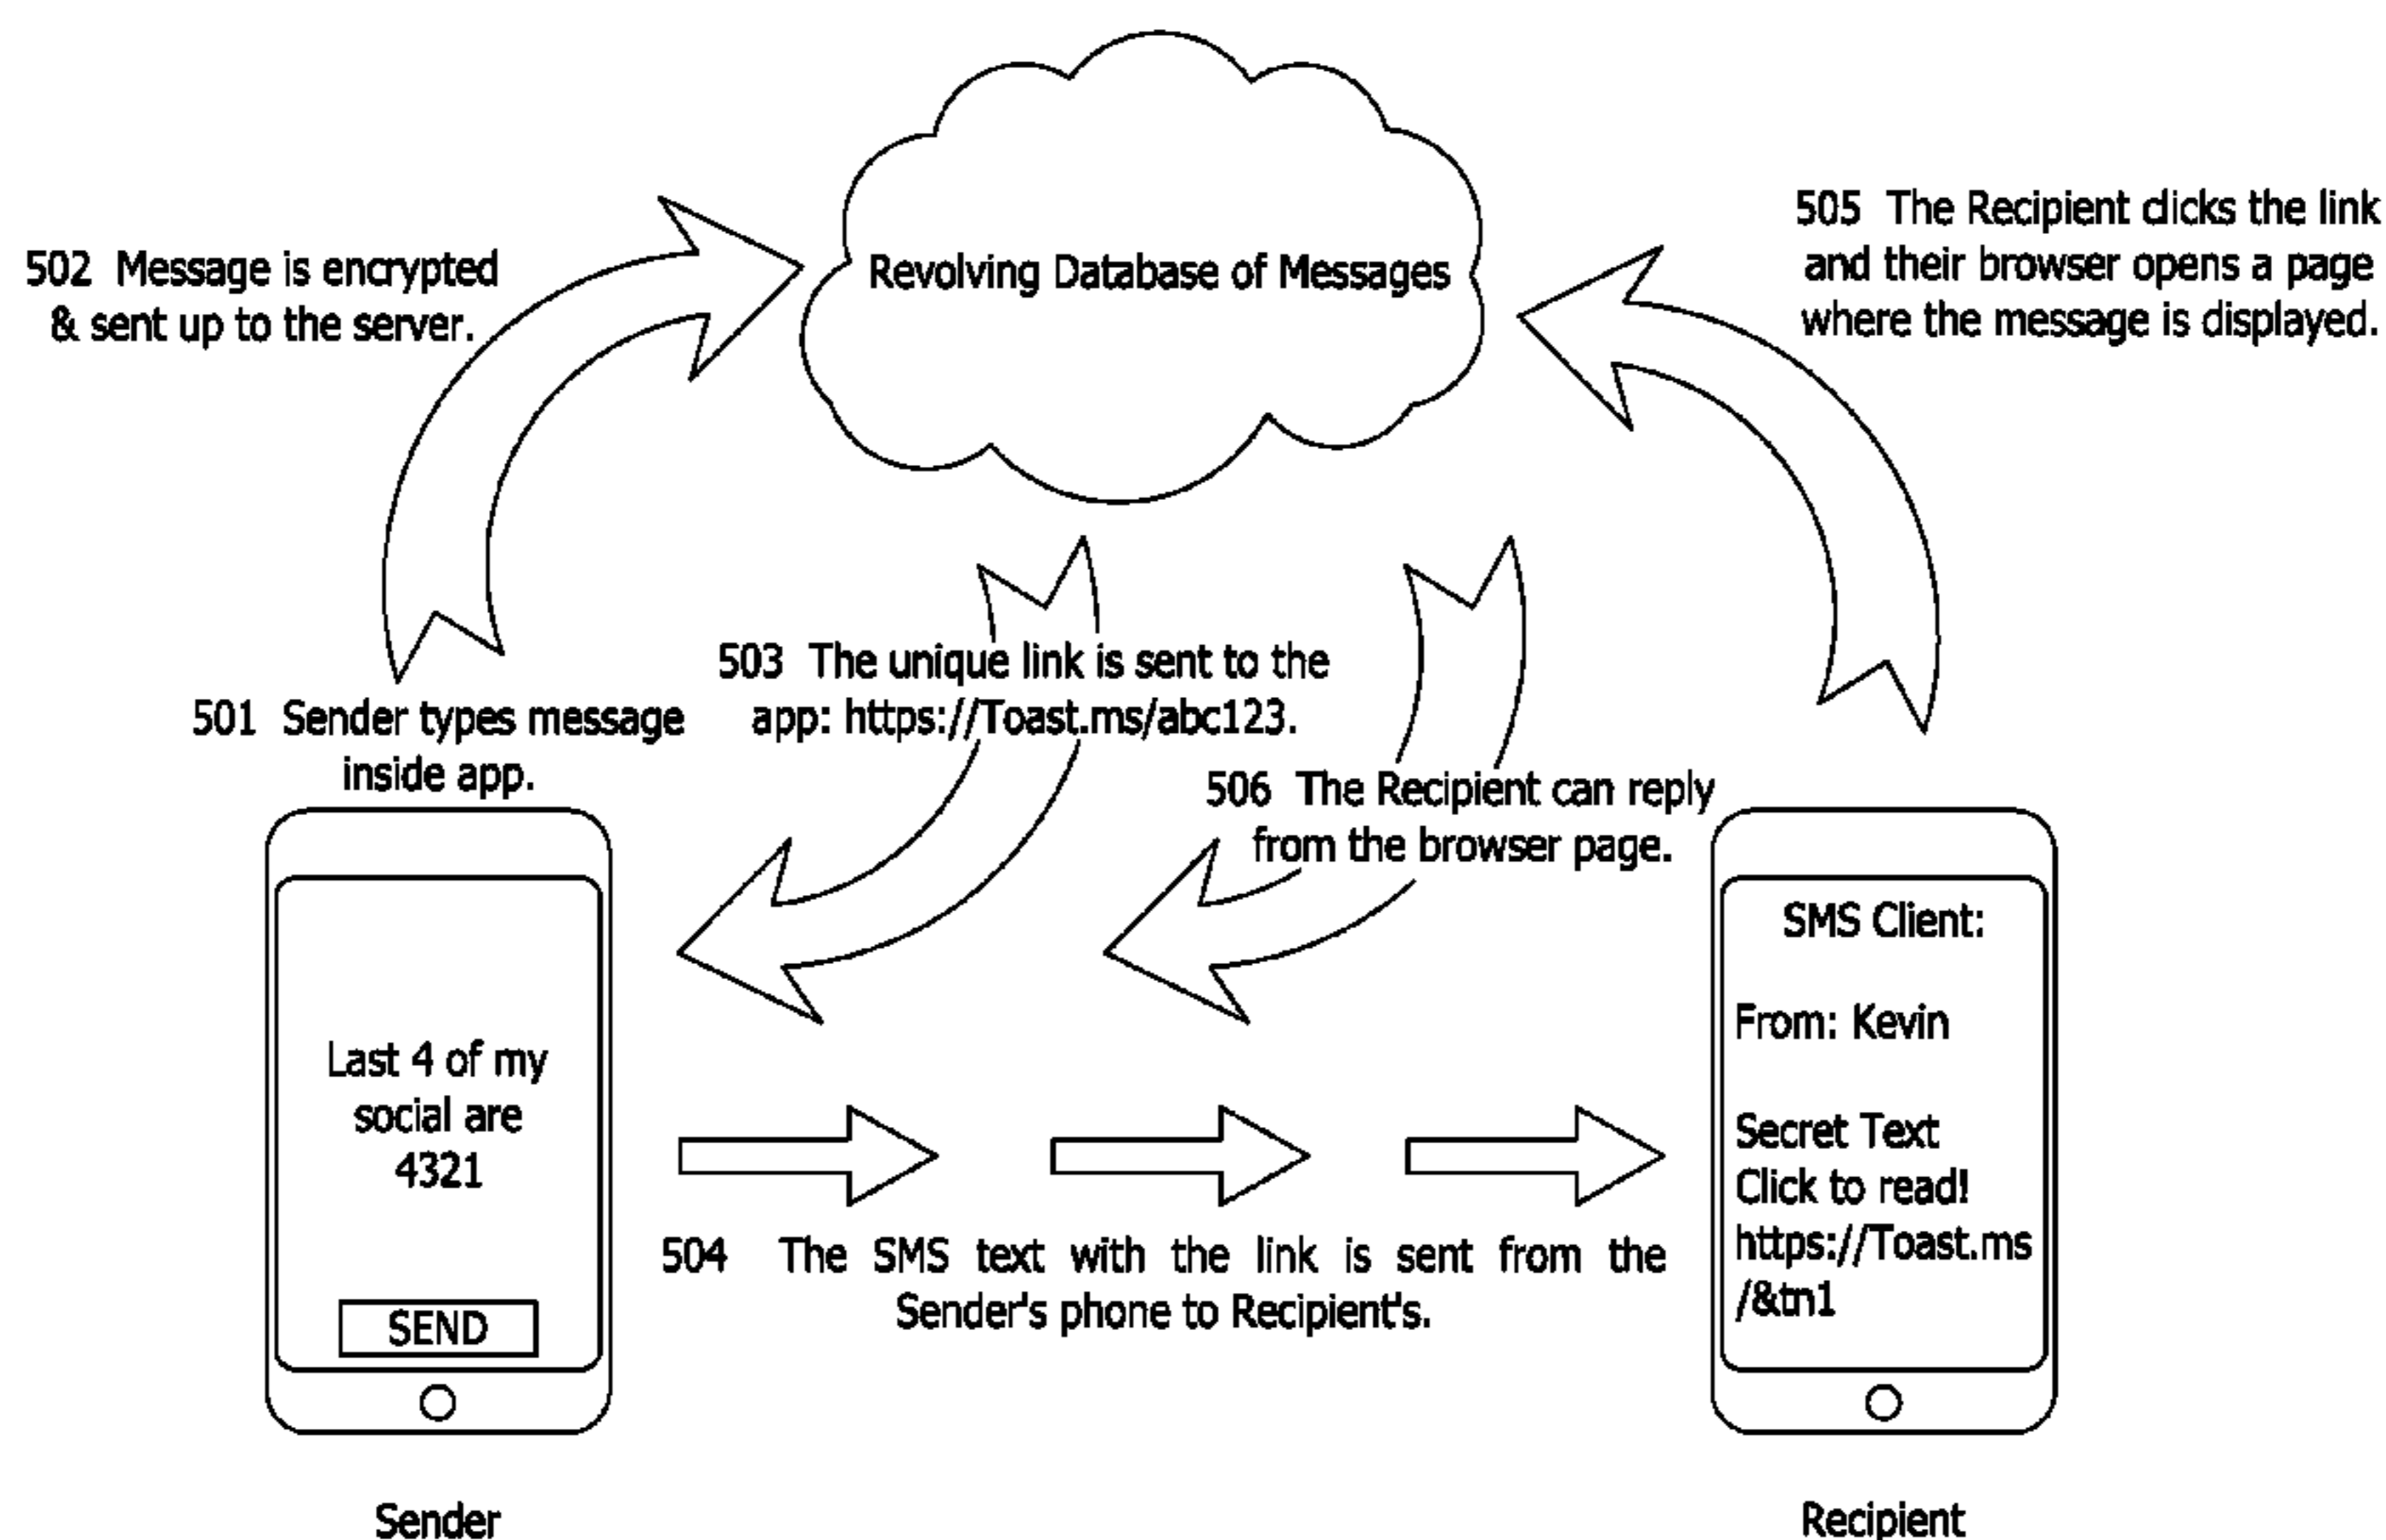 Revolving Database of Messages
502 Message is encrypted
& sent up to the server.
505 The Recipient clicks the link
and their browser opens a page
where the message is displayed.
503 The unique link is sent to the
app: https://Toast.ms/abc123.
501 Sender types message
inside app.
506 The Recipient can reply
from the browser page.
Last 4 of my
social are
4321
SEND
504 The SMS text with the link is sent from the
Sender's phone to Recipient's.
SMS Client:
From: Kevin
Secret Text
Click to read!
https://Toast.ms
/&tn1
Sender
Recipient